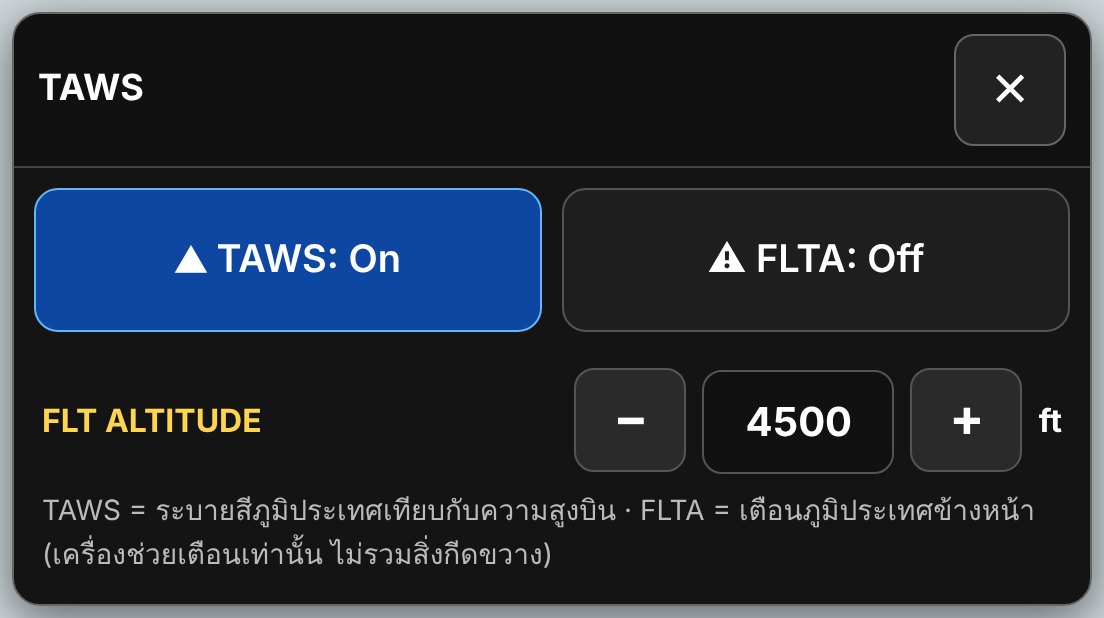 TAWS
▲ TAWS: On
⚠ FLTA: Off
FLT ALTITUDE − 4500 + ft
TAWS = ระบายสีภูมิประเทศเทียบกับความสูงบิน · FLTA = เตือนภูมิประเทศข้างหน้า
(เครื่องช่วยเตือนเท่านั้น ไม่รวมสิ่งกีดขวาง)